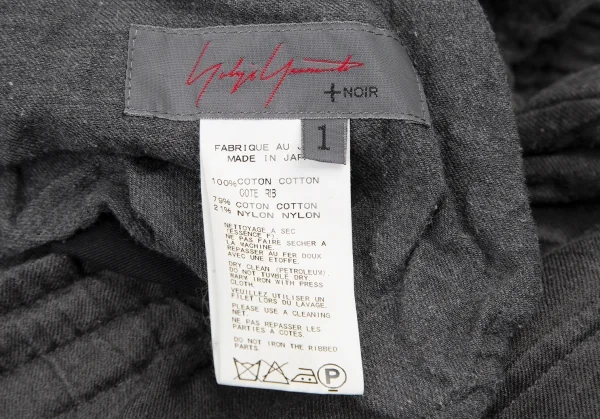 Yohji Yamamoto
+NOIR
1
FABRIQUE AU
MADE IN
100% COTON COTTON
COTE RIB
79% COTON COTTON
21% NYLON NYLON
NETTOYAGE A SEC
(ESSENCE F).
NE PAS FAIRE SECHER A
LA MACHINE.
REPASSER AU FER DOUX
AVEC UNE ETOFFE.
DRY CLEAN (PETROLEUM).
DO NOT TUMBLE DRY.
WARM IRON WITH PRESS
CLOTH.
VEUILLEZ UTILISER UN
FILET LORS DU LAVAGE.
PLEASE USE A CLEANING
NET.
NE PAS REPASSER LES
PARTIES A COTES.
DO NOT IRON THE RIBBED
PARTS.
P